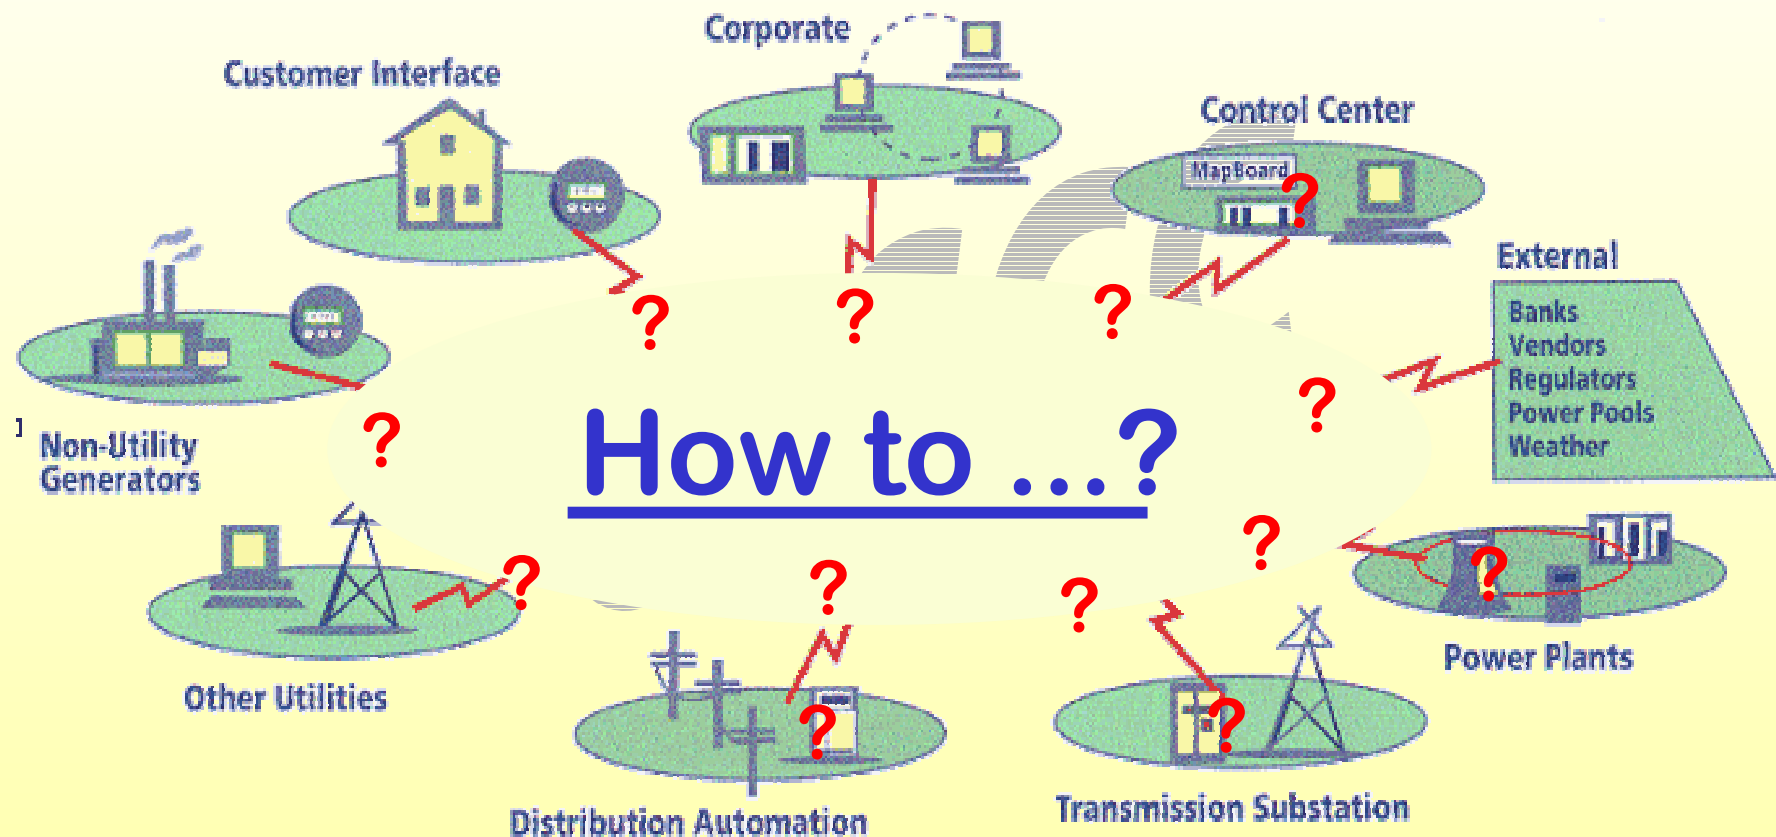 Corporate
Customer Interface
Control Center
MapBoard
?
External
Banks
Vendors
Regulators
Power Pools
Weather
?
?
?
?
?
How to ...?
Non-Utility
Generators
?
?
?
?
?
Power Plants
Other Utilities
?
?
Transmission Substation
Distribution Automation